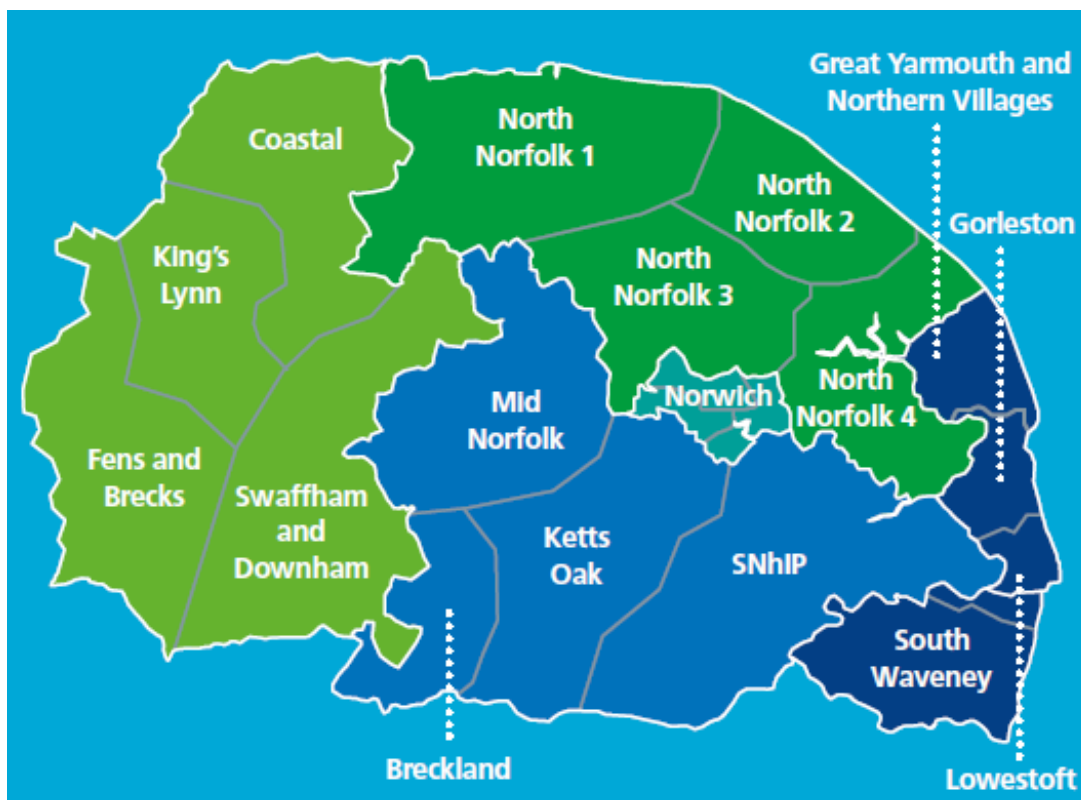 Great Yarmouth and
Northern Villages
Coastal
North
Norfolk 1
North
Norfolk 2
Gorleston
King's
Lynn
North
Norfolk 3
Norwich
North
Norfolk 4
Mid
Norfolk
Fens and
Brecks
Swaffham
and
Downham
Ketts
Oak
SNhIP
South
Waveney
Breckland
Lowestoft